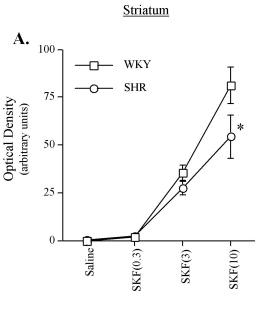 Striatum
A.
100
WKY
SHR
75
50
25
0
Optical Density
(arbitrary units)
*
Saline
SKF(0.3)
SKF(3)
SKF(10)